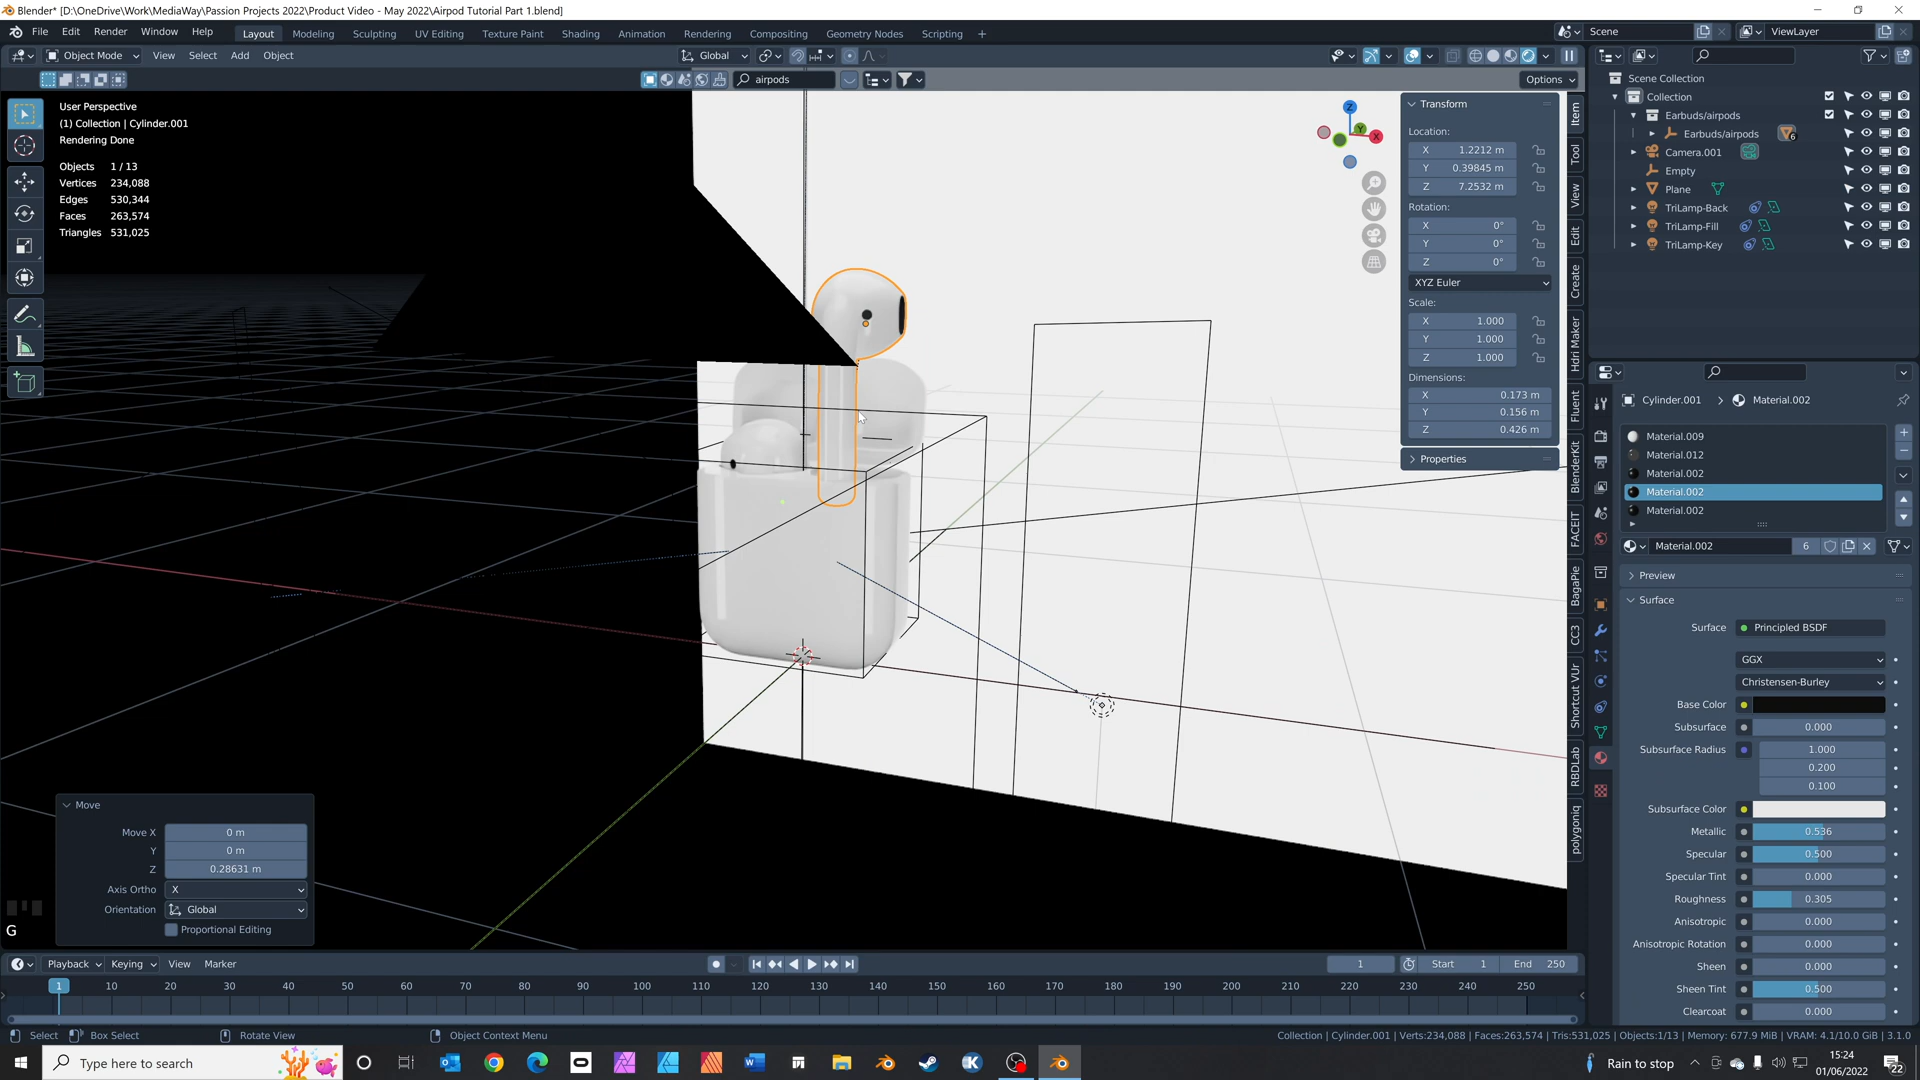 Blender* [D:\OneDrive\Work\MediaWay\Passion Projects 2022\Product Video - May 2022\Airpod Tutorial Part 1.blend]
File Edit Render Window Help
Layout Modeling Sculpting UV Editing Texture Paint Shading Animation Rendering Compositing Geometry Nodes Scripting
Scene ViewLayer
Object Mode View Select Add Object Global
airpods Options
User Perspective
(1) Collection | Cylinder.001
Rendering Done
Objects 1 / 13
Vertices 234,088
Edges 530,344
Faces 263,574
Triangles 531,025
Z
Y
X
Transform
Location:
X 1.2212 m
Y 0.39845 m
Z 7.2532 m
Rotation:
X 0°
Y 0°
Z 0°
XYZ Euler
Scale:
X 1.000
Y 1.000
Z 1.000
Dimensions:
X 0.173 m
Y 0.156 m
Z 0.426 m
Properties
Item
Tool
View
Edit
Create
Hdri Maker
Fluent
BlenderKit
FACEIT
BagaPie
CC3
Shortcut VUr
RBDLab
polygoniq
Scene Collection
Collection
Earbuds/airpods
Earbuds/airpods 6
Camera.001
Empty
Plane
TriLamp-Back
TriLamp-Fill
TriLamp-Key
Cylinder.001 Material.002
Material.009
Material.012
Material.002
Material.002
Material.002
Material.002 6
Preview
Surface
Surface Principled BSDF
GGX
Christensen-Burley
Base Color
Subsurface 0.000
Subsurface Radius 1.000
0.200
0.100
Subsurface Color
Metallic 0.536
Specular 0.500
Specular Tint 0.000
Roughness 0.305
Anisotropic 0.000
Anisotropic Rotation 0.000
Sheen 0.000
Sheen Tint 0.500
Clearcoat 0.000
Move
Move X 0 m
Y 0 m
Z 0.28631 m
Axis Ortho X
Orientation Global
Proportional Editing
G
Playback Keying View Marker
1 Start 1 End 250
1 10 20 30 40 50 60 70 80 90 100 110 120 130 140 150 160 170 180 190 200 210 220 230 240 250
Select Box Select Rotate View Object Context Menu
Collection | Cylinder.001 | Verts:234,088 | Faces:263,574 | Tris:531,025 | Objects:1/13 | Memory: 677.9 MiB | VRAM: 4.1/10.0 GiB | 3.1.0
Type here to search
Rain to stop
15:24
01/06/2022
22